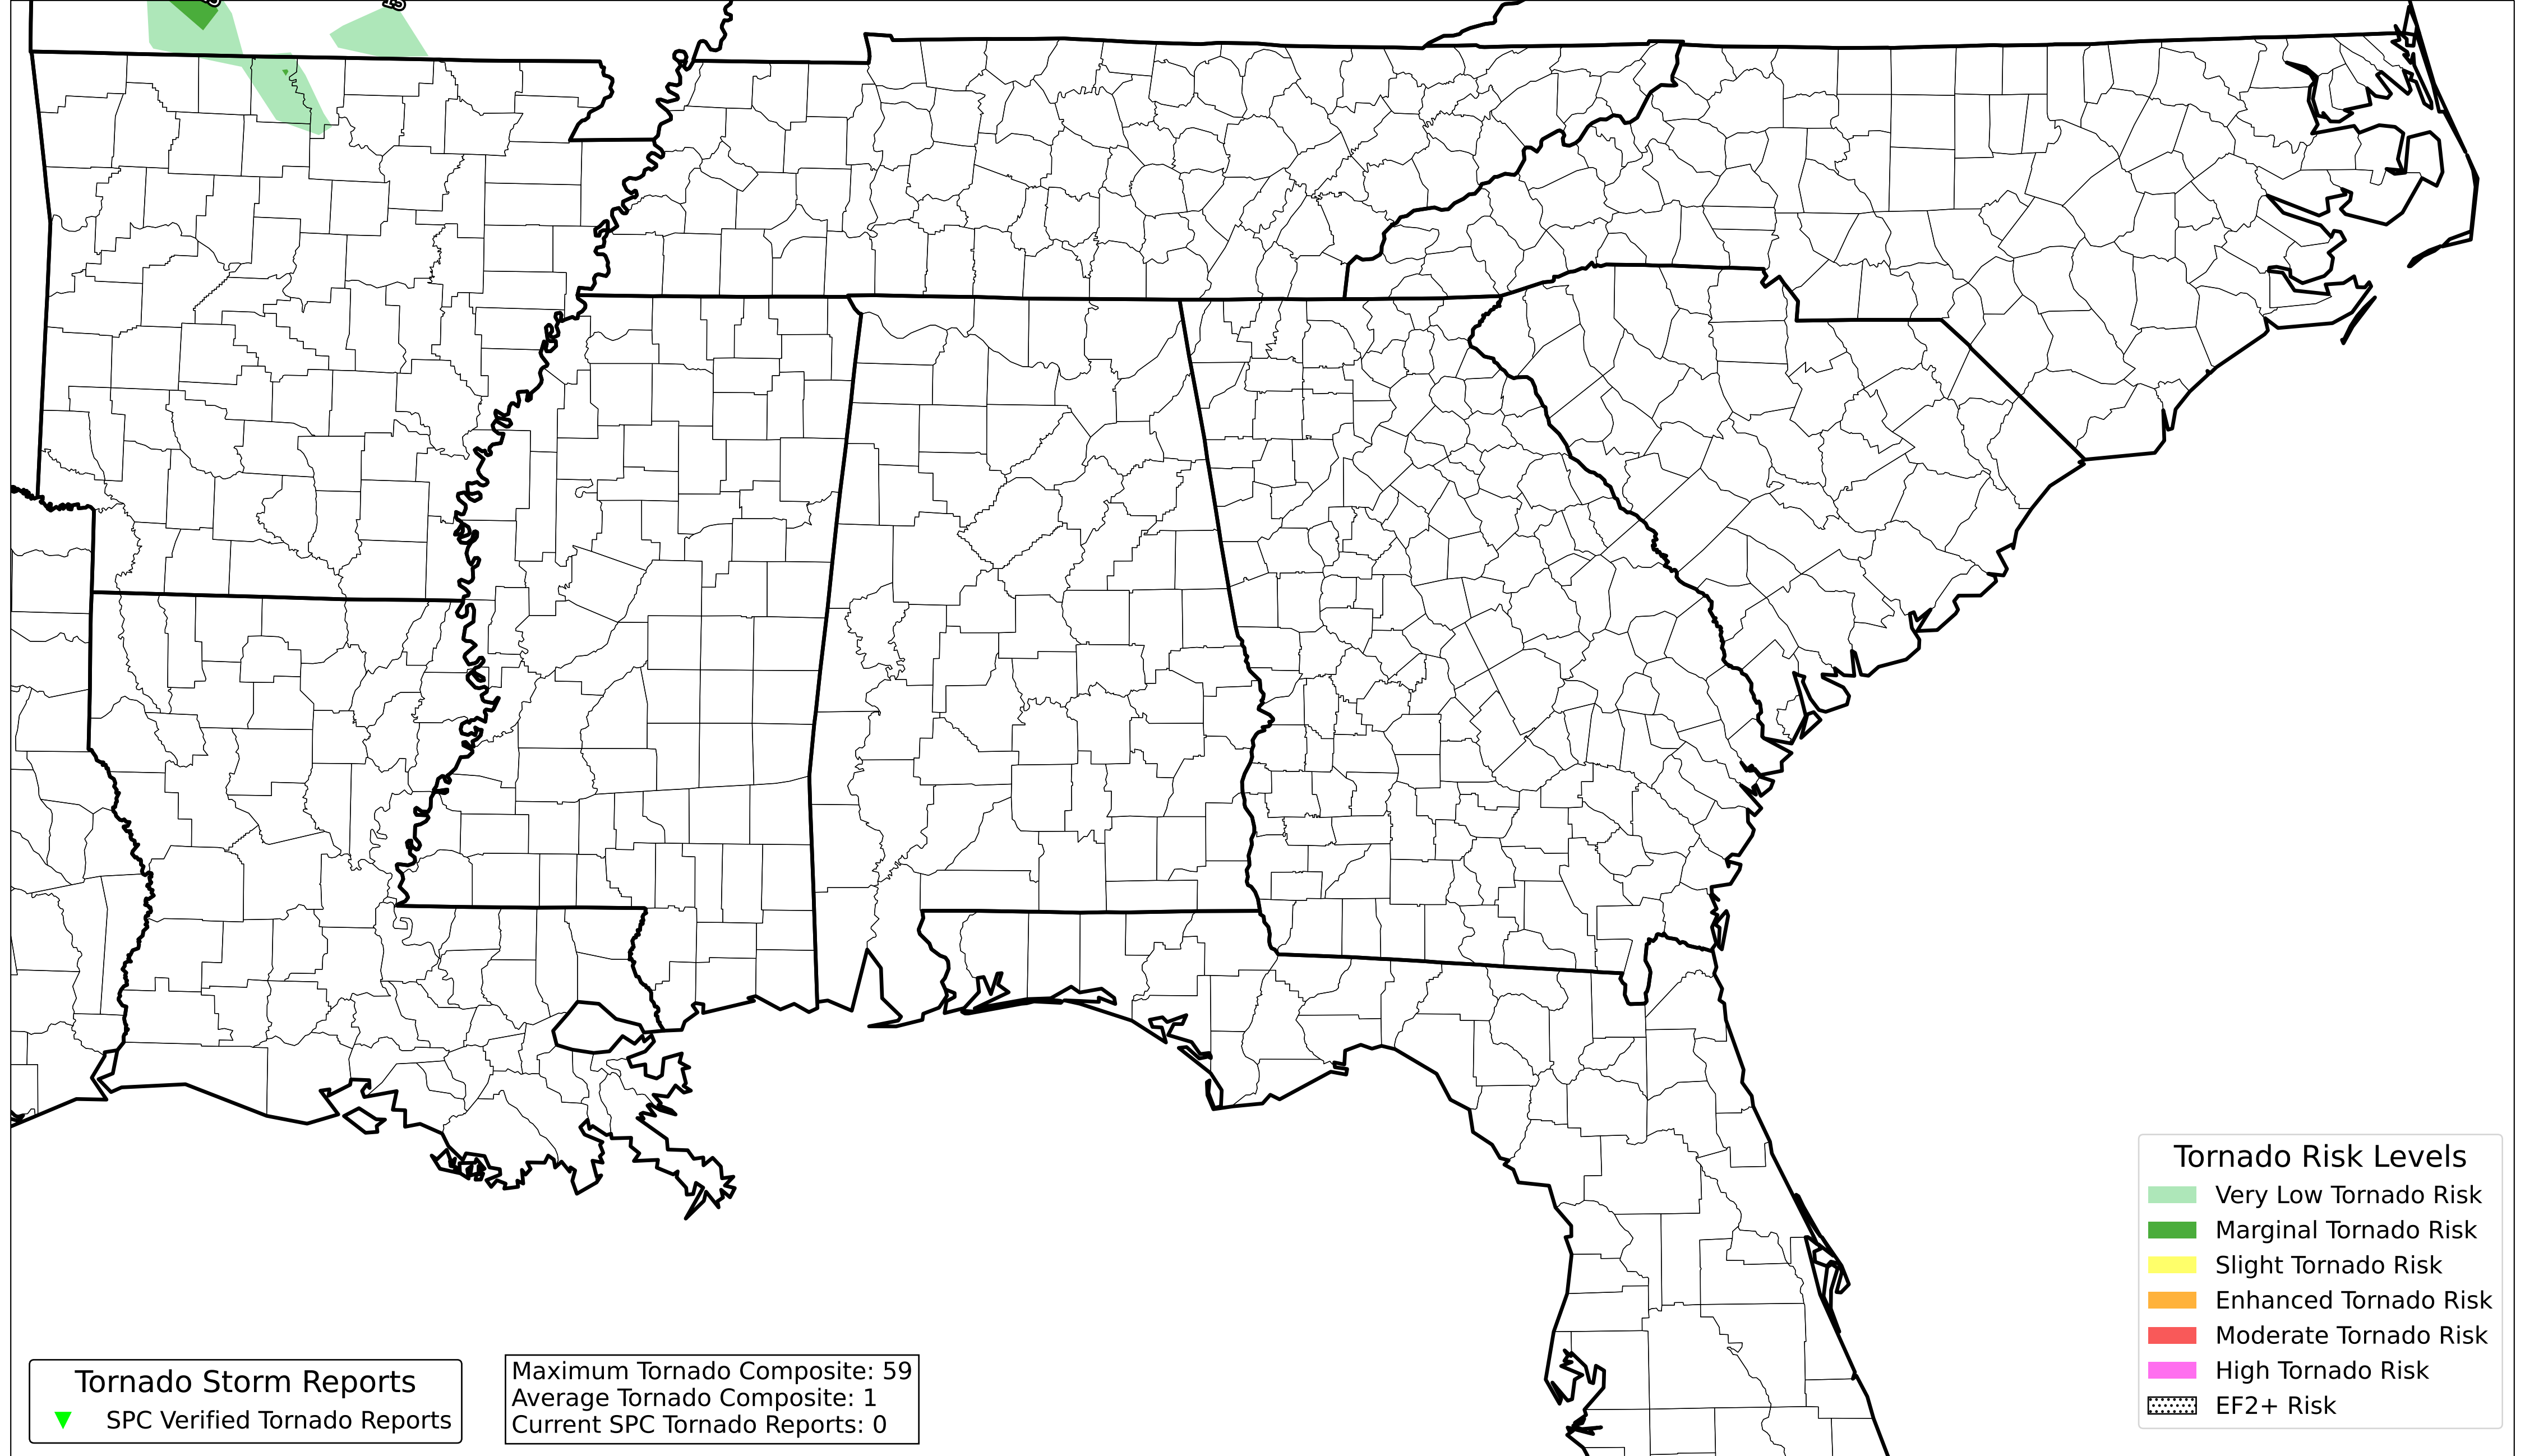 15
Tornado Storm Reports
SPC Verified Tornado Reports
Maximum Tornado Composite: 59
Average Tornado Composite: 1
Current SPC Tornado Reports: 0
Tornado Risk Levels
Very Low Tornado Risk
Marginal Tornado Risk
Slight Tornado Risk
Enhanced Tornado Risk
Moderate Tornado Risk
High Tornado Risk
EF2+ Risk